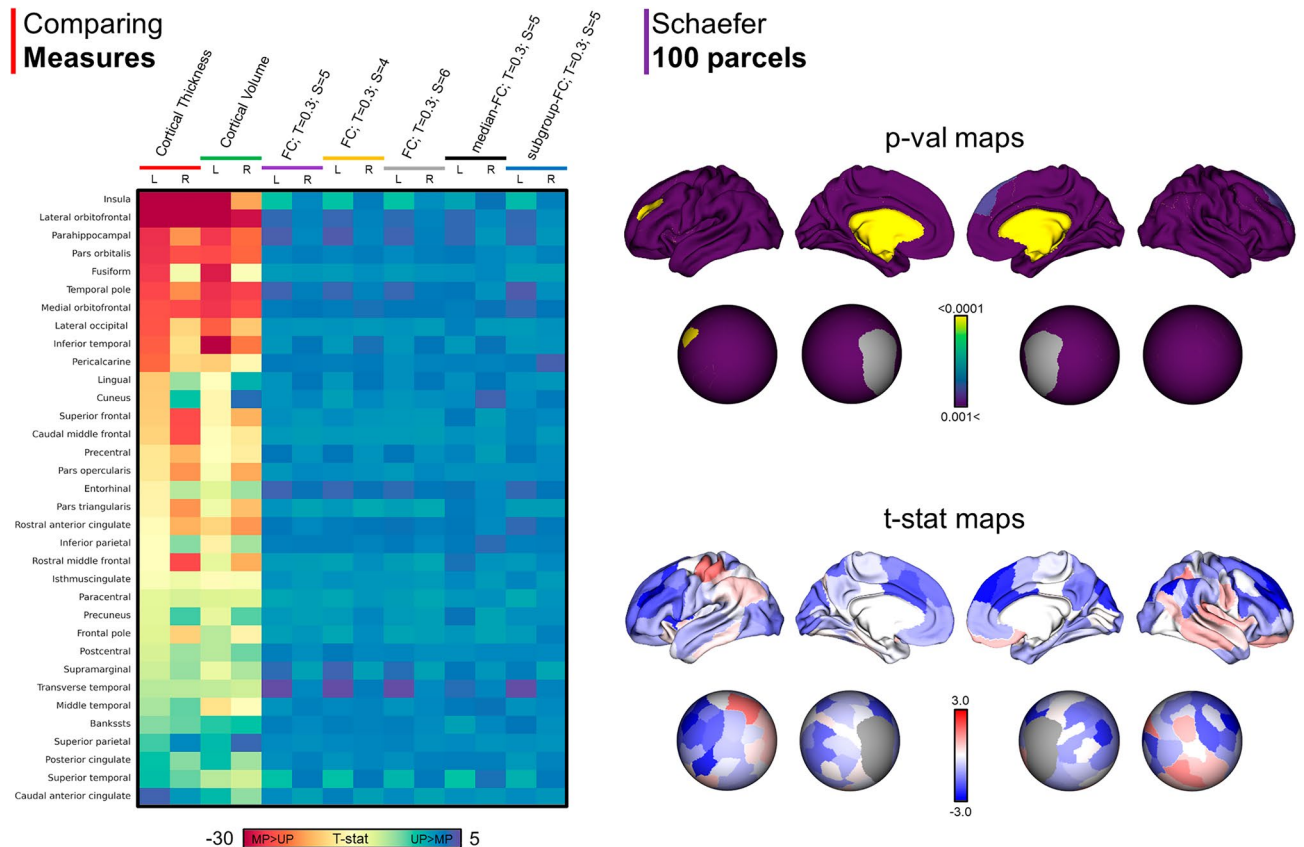 Comparing
Measures
Cortical Thickness
Cortical Volume
FC; T=0.3; S=5
FC; T=0.3; S=4
FC; T=0.3; S=6
median-FC; T=0.3; S=5
subgroup-FC; T=0.3; S=5
L R L R L R L R L R L R L R
Insula
Lateral orbitofrontal
Parahippocampal
Pars orbitalis
Fusiform
Temporal pole
Medial orbitofrontal
Lateral occipital
Inferior temporal
Pericalcarine
Lingual
Cuneus
Superior frontal
Caudal middle frontal
Precentral
Pars opercularis
Entorhinal
Pars triangularis
Rostral anterior cingulate
Inferior parietal
Rostral middle frontal
Isthmuscingulate
Paracentral
Precuneus
Frontal pole
Postcentral
Supramarginal
Transverse temporal
Middle temporal
Bankssts
Superior parietal
Posterior cingulate
Superior temporal
Caudal anterior cingulate
-30 MP>UP T-stat UP>MP 5
Schaefer
100 parcels
p-val maps
<0.0001
0.001<
t-stat maps
3.0
-3.0